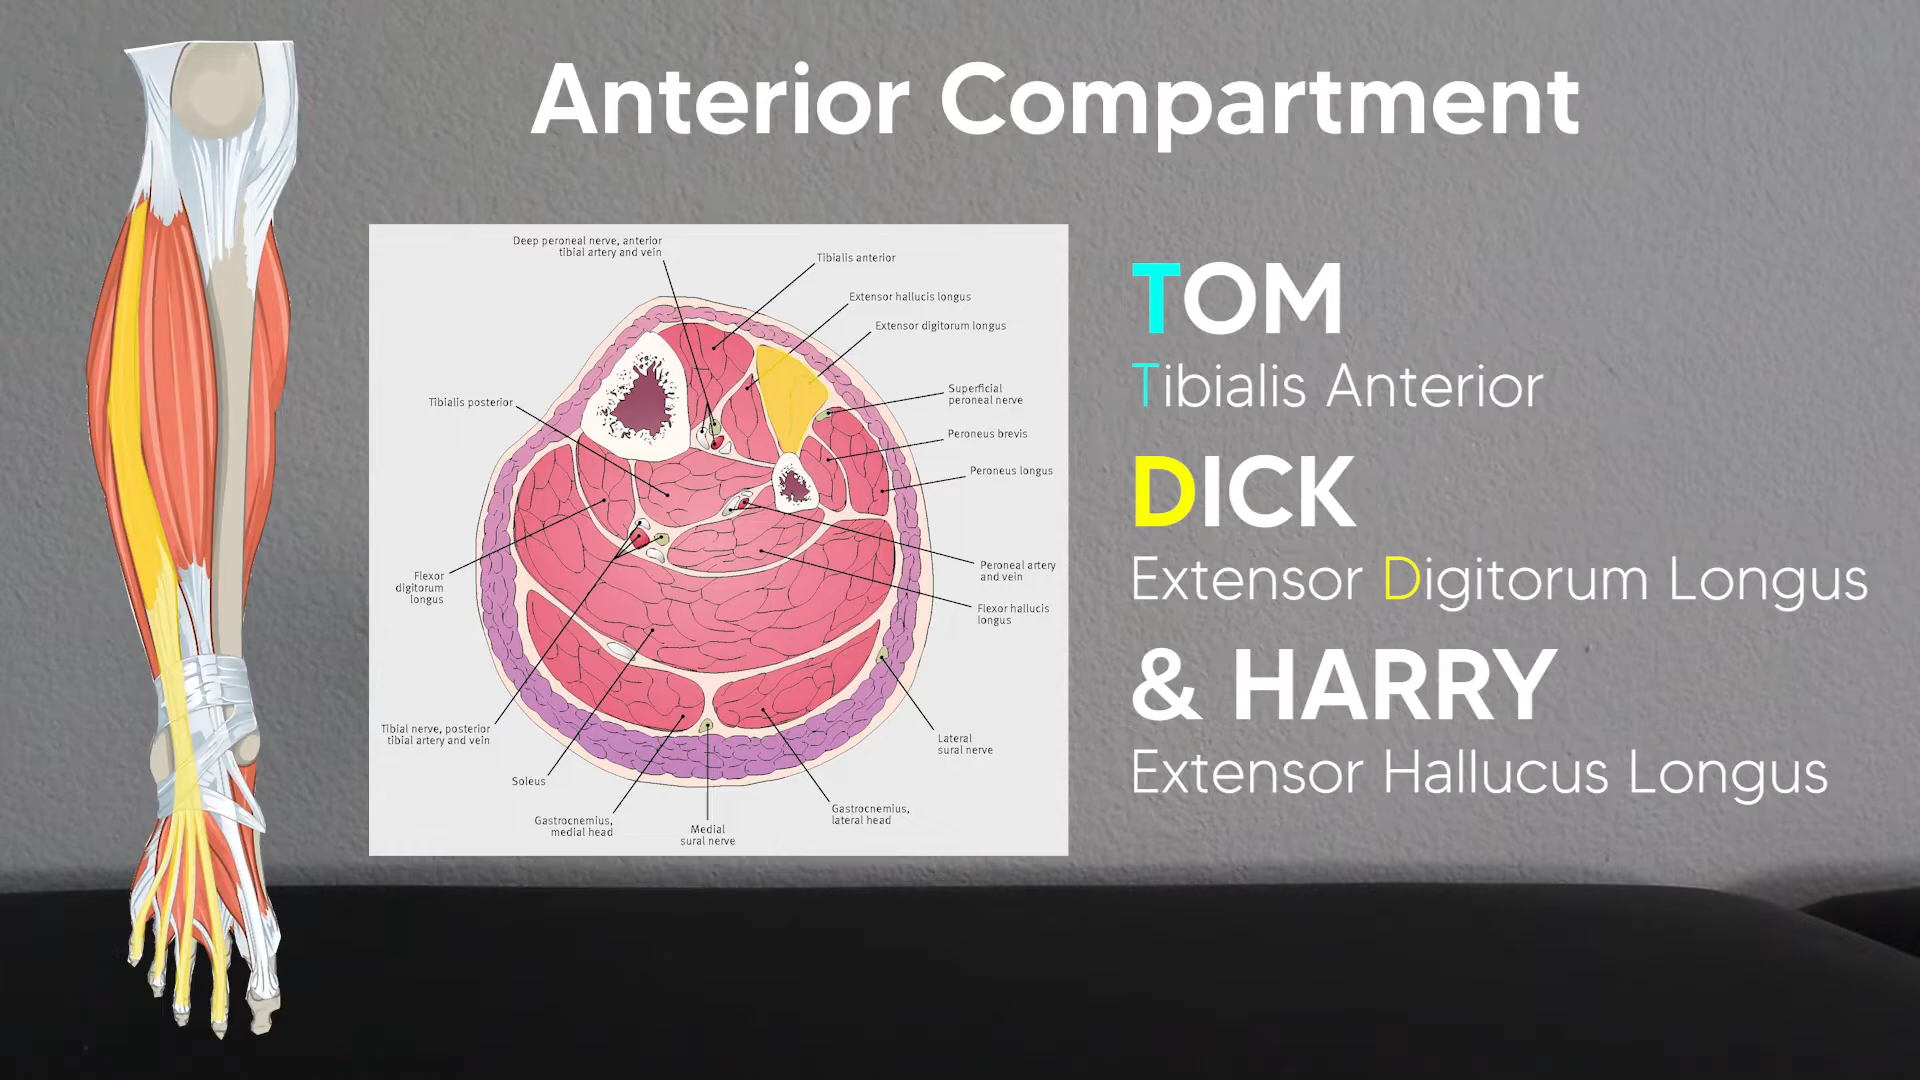 Anterior Compartment
Deep peroneal nerve, anterior
tibial artery and vein
Tibialis anterior
Extensor hallucis longus
Extensor digitorum longus
Superficial
peroneal nerve
Tibialis posterior
Peroneus brevis
Peroneus longus
Peroneal artery
and vein
Flexor
digitorum
longus
Flexor hallucis
longus
Tibial nerve, posterior
tibial artery and vein
Lateral
sural nerve
Soleus
Gastrocnemius,
medial head
Medial
sural nerve
Gastrocnemius,
lateral head
TOM
Tibialis Anterior
DICK
Extensor Digitorum Longus
& HARRY
Extensor Hallucus Longus